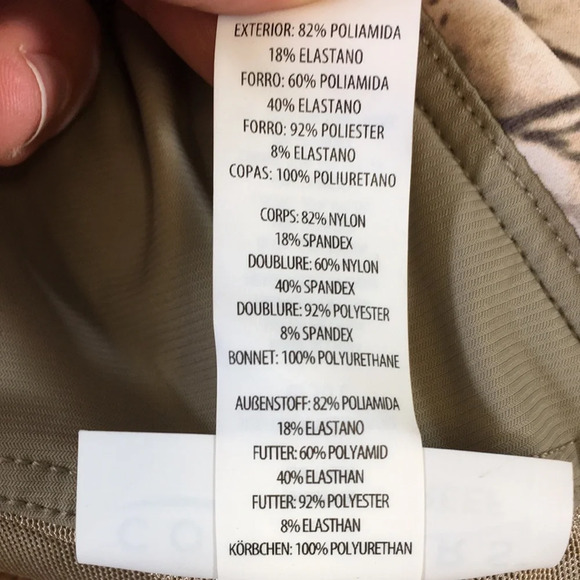 EXTERIOR: 82% POLIAMIDA
18% ELASTANO
FORRO: 60% POLIAMIDA
40% ELASTANO
FORRO: 92% POLIESTER
8% ELASTANO
COPAS: 100% POLIURETANO
CORPS: 82% NYLON
18% SPANDEX
DOUBLURE: 60% NYLON
40% SPANDEX
DOUBLURE: 92% POLYESTER
8% SPANDEX
BONNET: 100% POLYURETHANE
AUßENSTOFF: 82% POLIAMIDA
18% ELASTANO
FUTTER: 60% POLYAMID
40% ELASTHAN
FUTTER: 92% POLYESTER
8% ELASTHAN
KÖRBCHEN: 100% POLYURETHAN